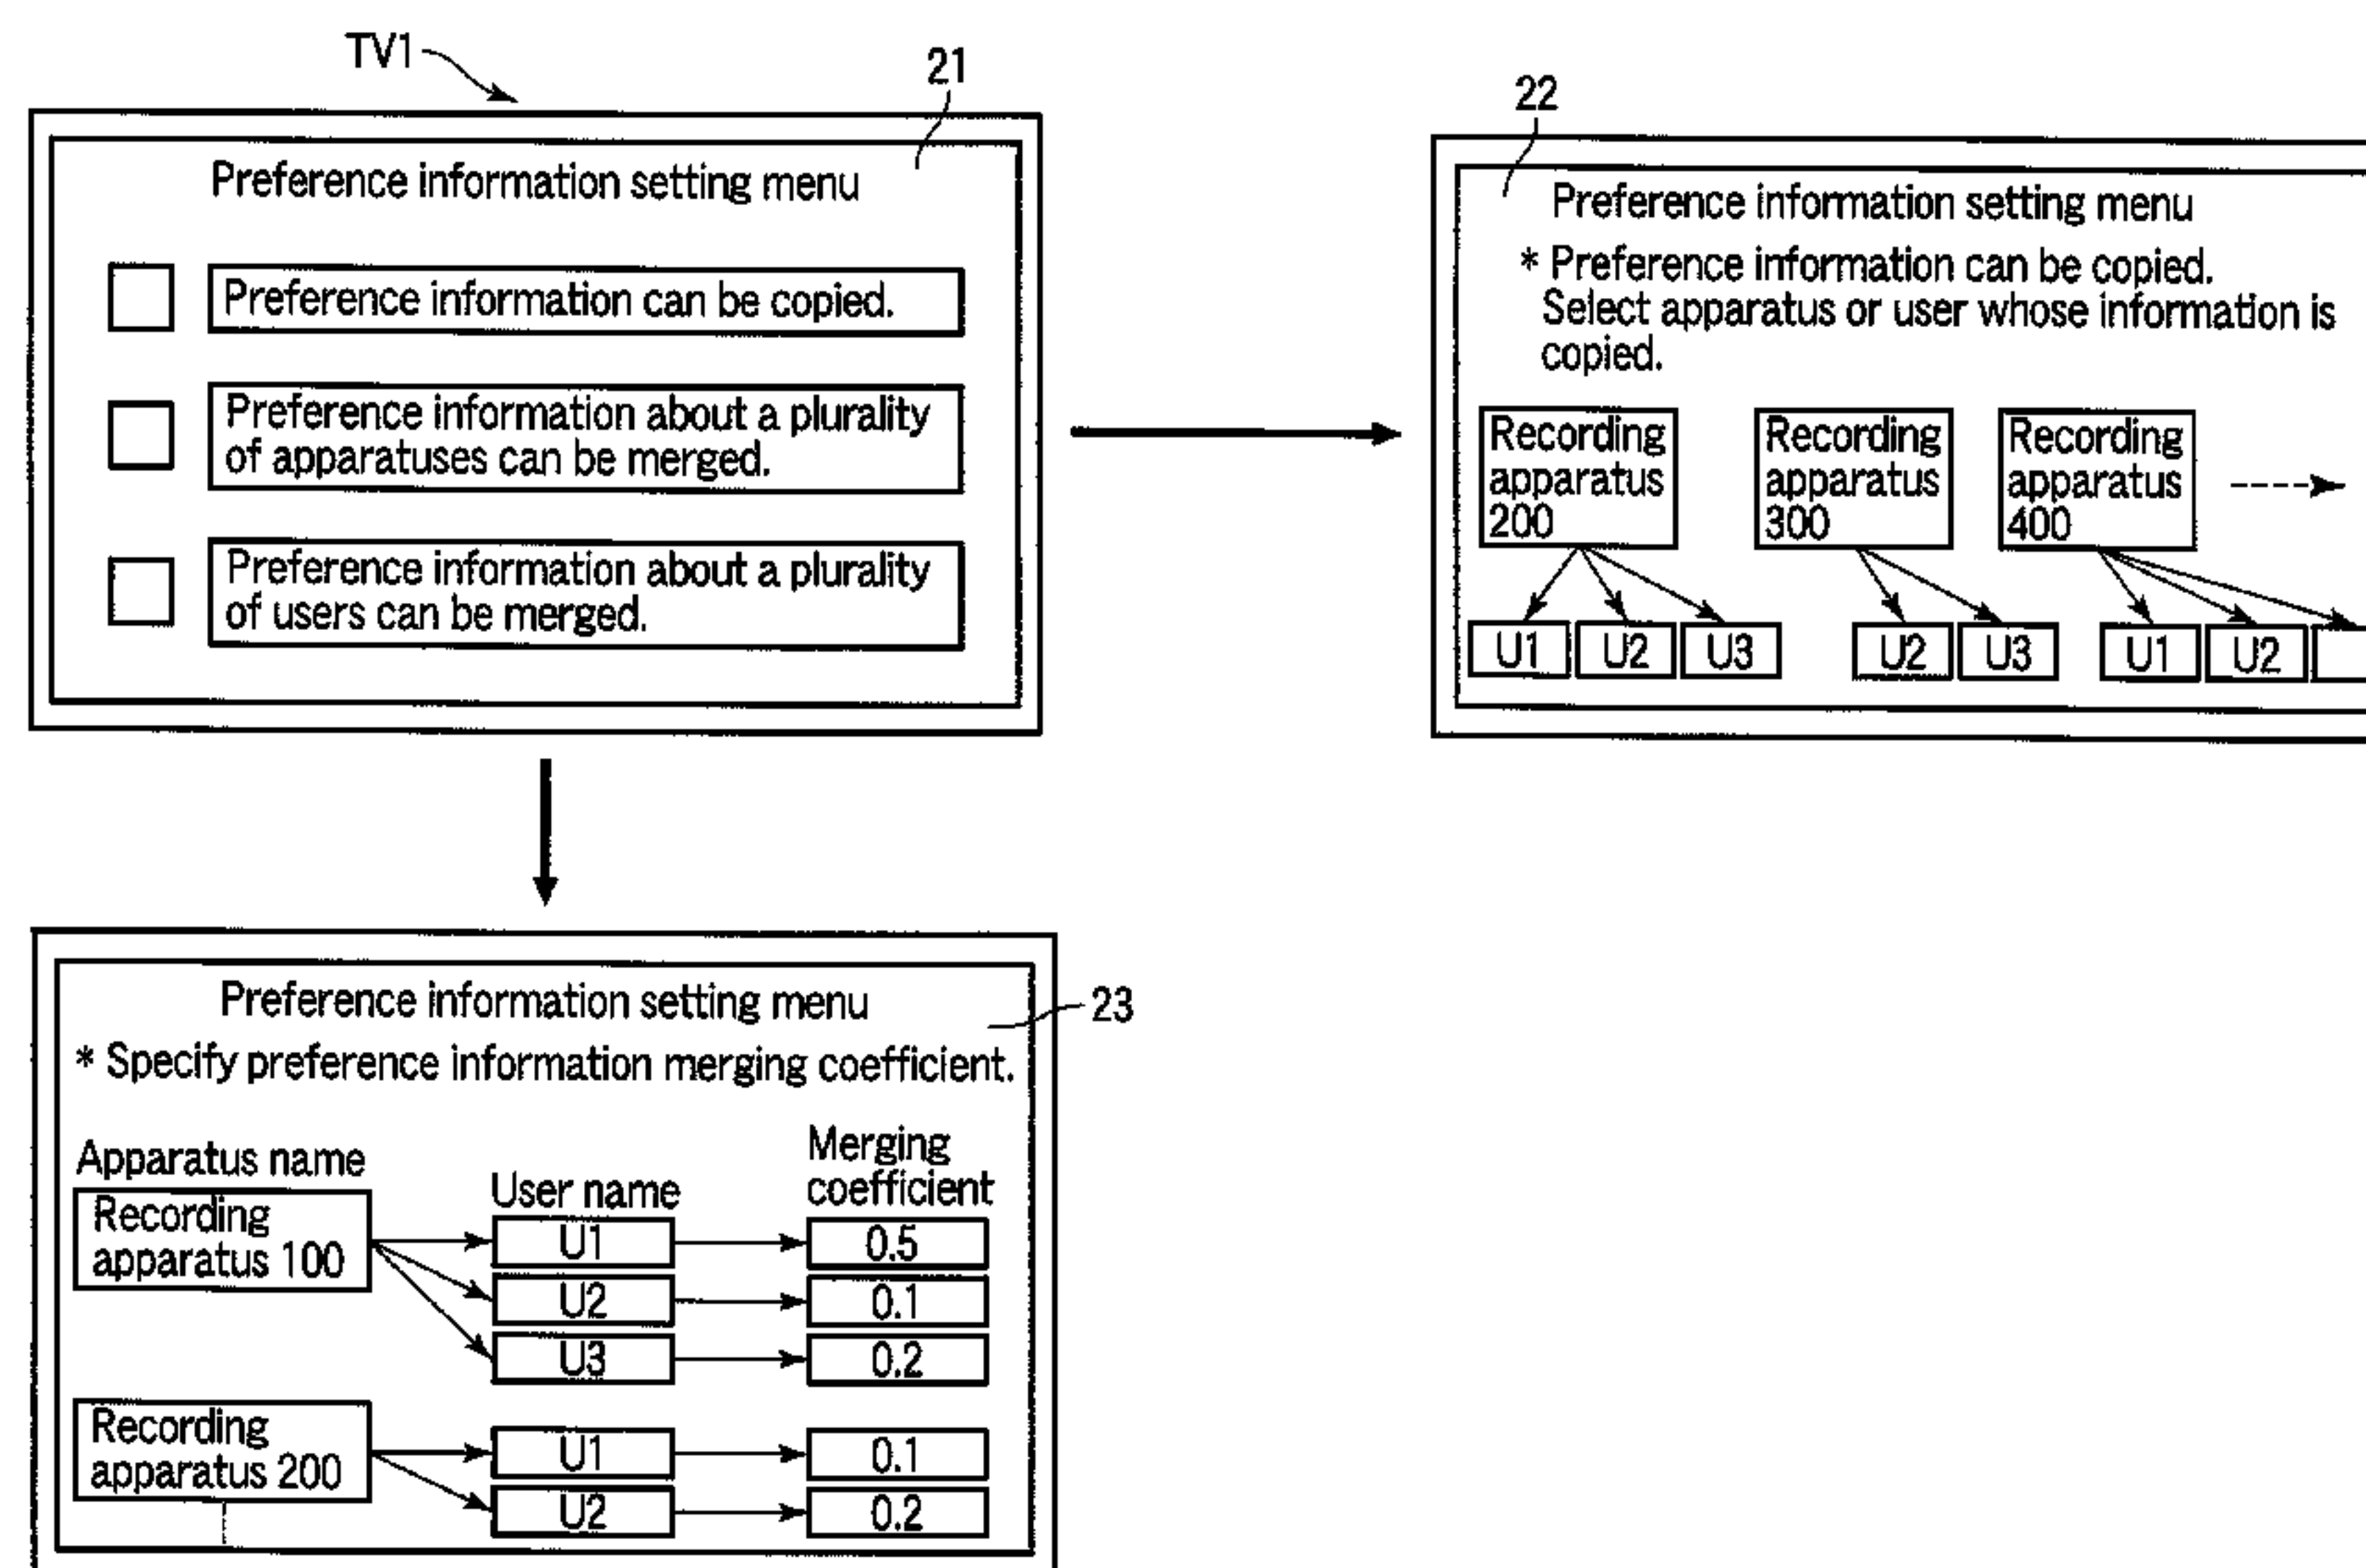 TV1
21
Preference information setting menu
Preference information can be copied.
Preference information about a plurality
of apparatuses can be merged.
Preference information about a plurality
of users can be merged.
22
Preference information setting menu
* Preference information can be copied.
Select apparatus or user whose information is
copied.
Recording
apparatus
200
Recording
apparatus
300
Recording
apparatus
400
U1 U2 U3 U2 U3 U1 U2
23
Preference information setting menu
* Specify preference information merging coefficient.
Apparatus name
User name
Merging
coefficient
Recording
apparatus 100
U1 0.5
U2 0.1
U3 0.2
Recording
apparatus 200
U1 0.1
U2 0.2